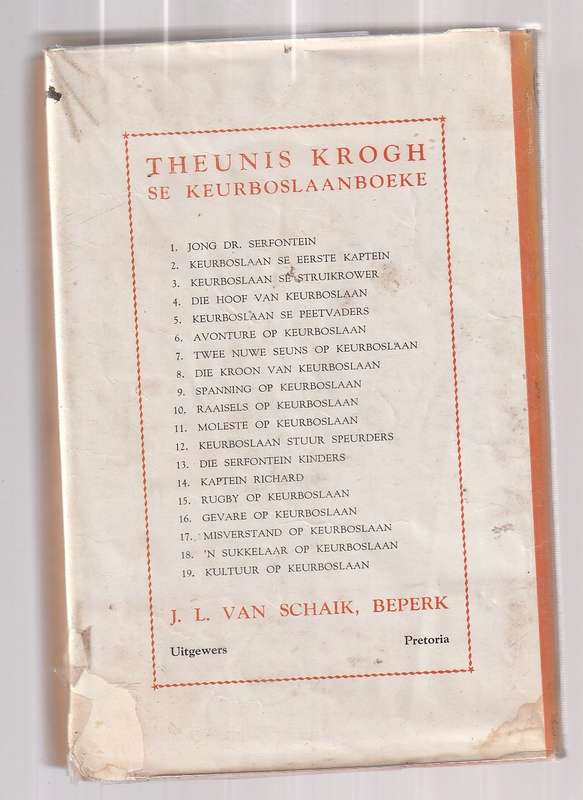 THEUNIS KROGH
SE KEURBOSLAANBOEKE
1. JONG DR. SERFONTEIN
2. KEURBOSLAAN SE EERSTE KAPTEIN
3. KEURBOSLAAN SE STRUIKROWER
4. DIE HOOF VAN KEURBOSLAAN
5. KEURBOSLAAN SE PEETVADERS
6. AVONTURE OP KEURBOSLAAN
7. TWEE NUWE SEUNS OP KEURBOSLAAN
8. DIE KROON VAN KEURBOSLAAN
9. SPANNING OP KEURBOSLAAN
10. RAAISELS OP KEURBOSLAAN
11. MOLESTE OP KEURBOSLAAN
12. KEURBOSLAAN STUUR SPEURDERS
13. DIE SERFONTEIN KINDERS
14. KAPTEIN RICHARD
15. RUGBY OP KEURBOSLAAN
16. GEVARE OP KEURBOSLAAN
17. MISVERSTAND OP KEURBOSLAAN
18. 'N SUKKELAAR OP KEURBOSLAAN
19. KULTUUR OP KEURBOSLAAN
J. L. VAN SCHAIK, BEPERK
Uitgewers Pretoria